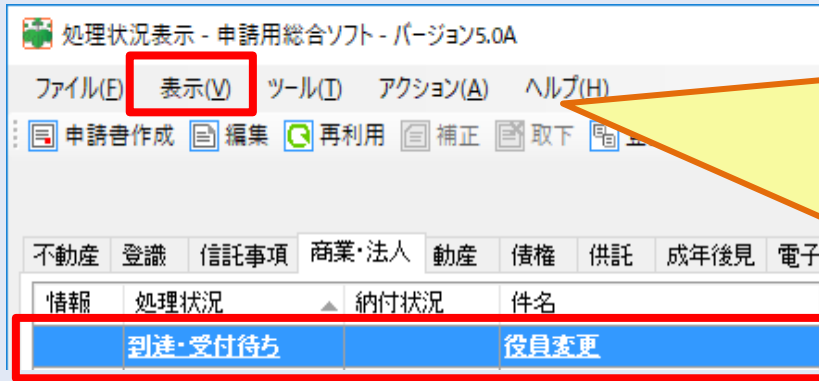 処理状況表示 - 申請用総合ソフト - バージョン5.0A
ファイル(F) 表示(V) ツール(T) アクション(A) ヘルプ(H)
申請書作成 編集 再利用 補正 取下
不動産 登識 信託事項 商業・法人 動産 債権 供託 成年後見 電子
情報 処理状況 納付状況 件名
到達・受付待ち 役員変更